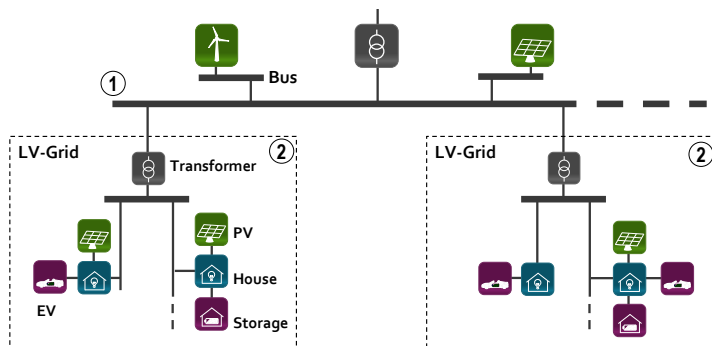 Bus
①
LV-Grid
②
Transformer
PV
House
EV
Storage
LV-Grid
②